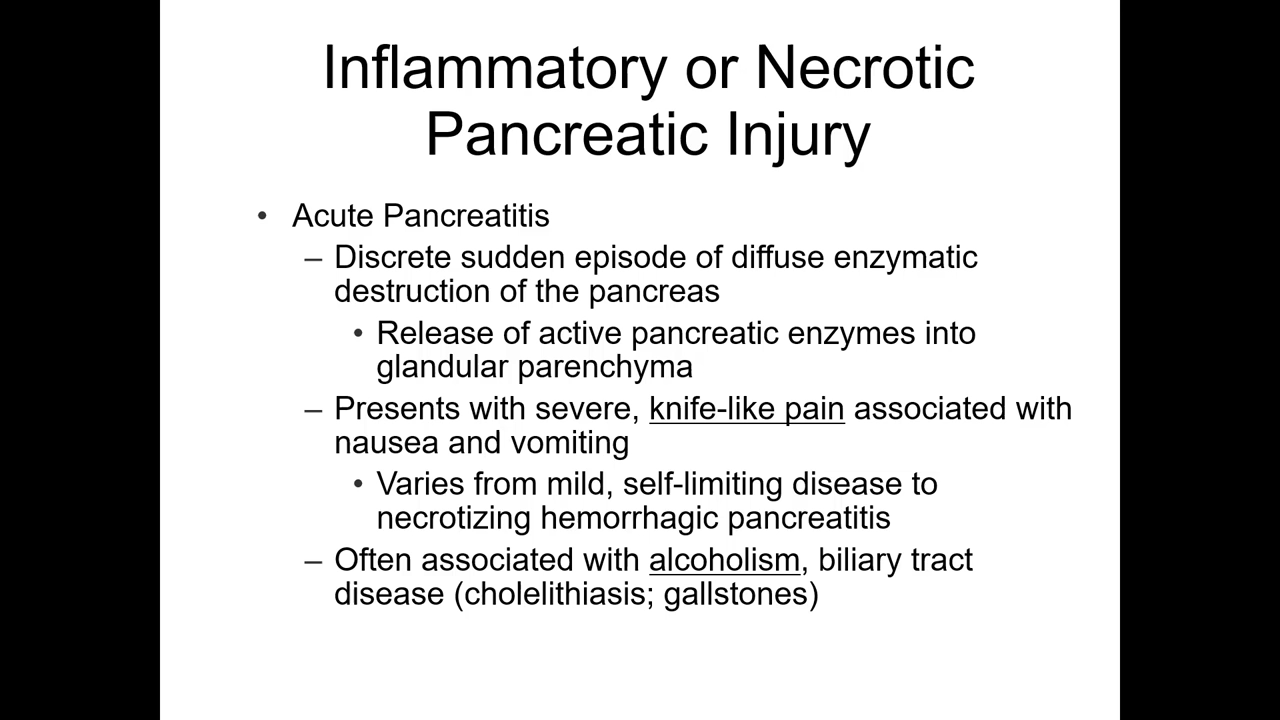 Inflammatory or Necrotic
Pancreatic Injury
• Acute Pancreatitis
– Discrete sudden episode of diffuse enzymatic
destruction of the pancreas
• Release of active pancreatic enzymes into
glandular parenchyma
– Presents with severe, knife-like pain associated with
nausea and vomiting
• Varies from mild, self-limiting disease to
necrotizing hemorrhagic pancreatitis
– Often associated with alcoholism, biliary tract
disease (cholelithiasis; gallstones)